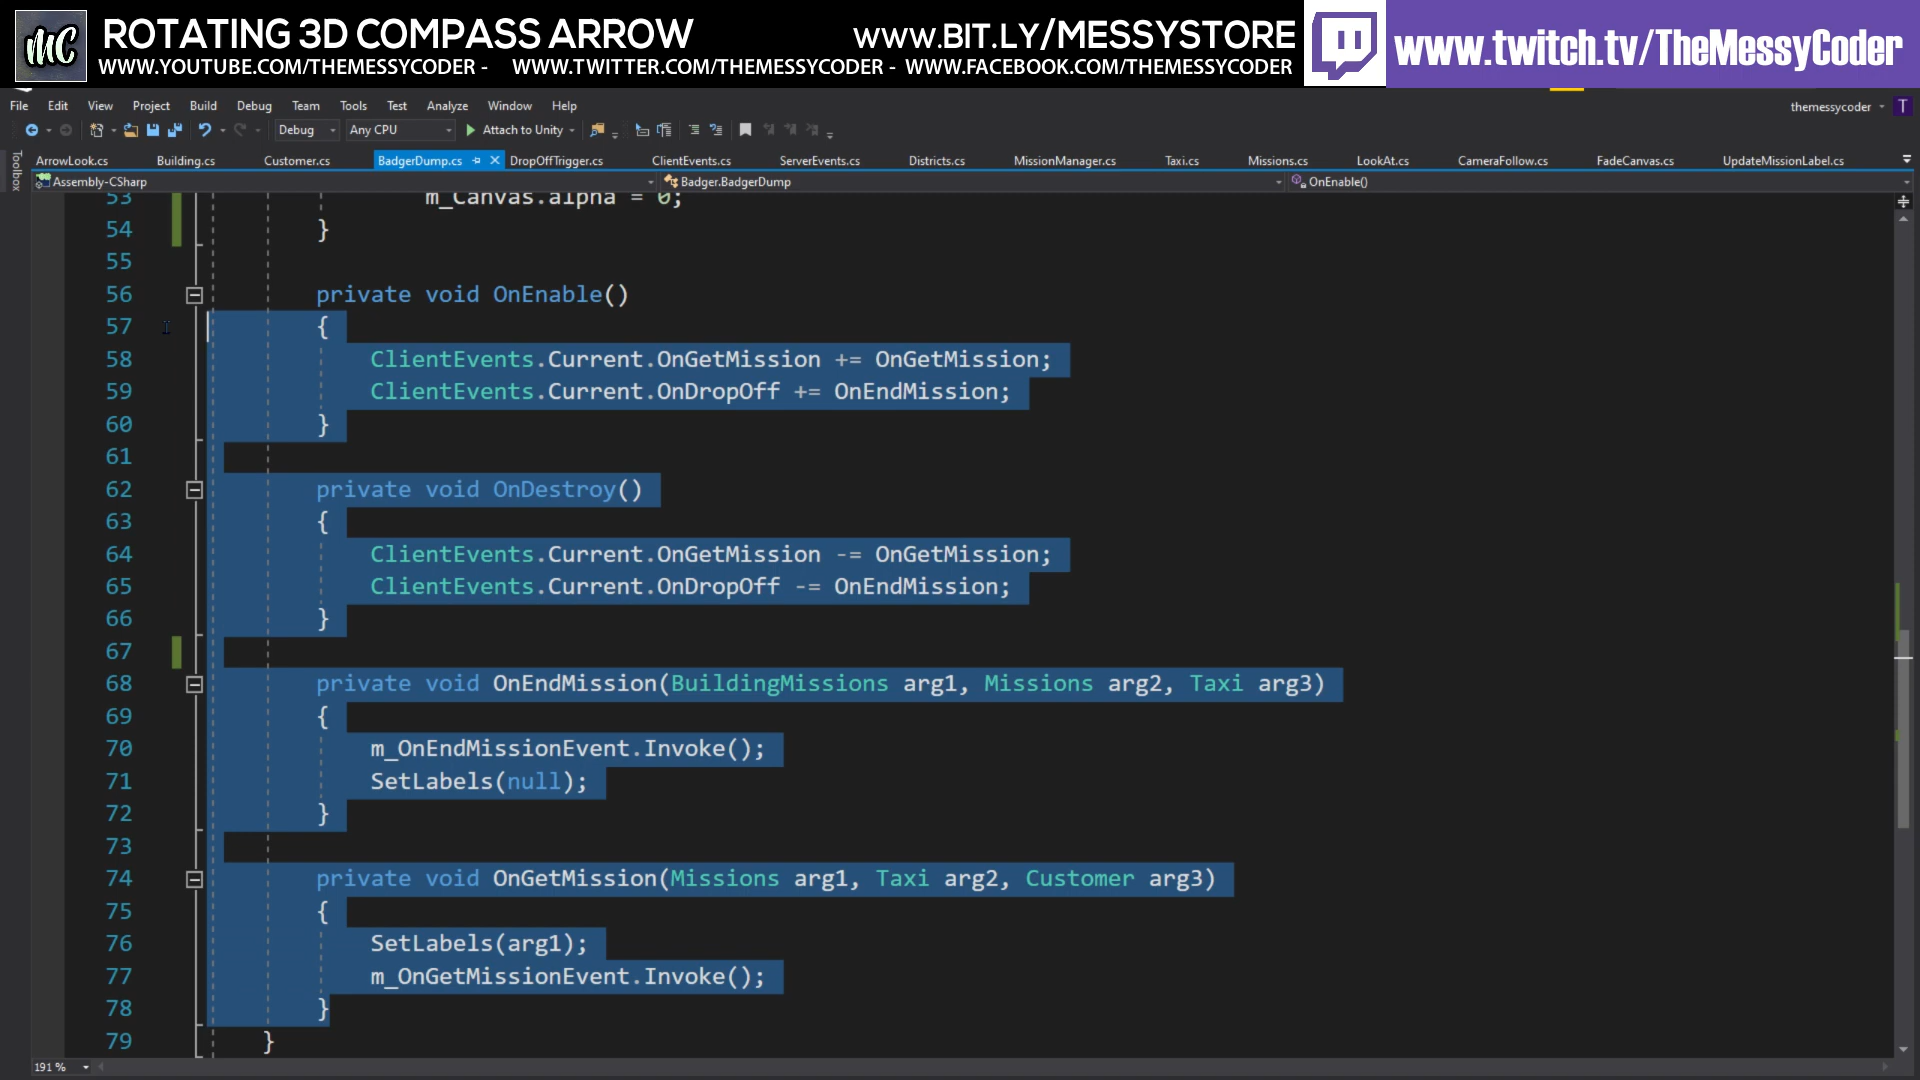 MC
ROTATING 3D COMPASS ARROW
WWW.YOUTUBE.COM/THEMESSYCODER - WWW.TWITTER.COM/THEMESSYCODER - WWW.FACEBOOK.COM/THEMESSYCODER
WWW.BIT.LY/MESSYSTORE
www.twitch.tv/TheMessyCoder
File Edit View Project Build Debug Team Tools Test Analyze Window Help
themessycoder T
Debug Any CPU Attach to Unity
Toolbox
ArrowLook.cs Building.cs Customer.cs BadgerDump.cs DropOffTrigger.cs ClientEvents.cs ServerEvents.cs Districts.cs MissionManager.cs Taxi.cs Missions.cs LookAt.cs CameraFollow.cs FadeCanvas.cs UpdateMissionLabel.cs
Assembly-CSharp Badger.BadgerDump OnEnable()
53 m_Canvas.alpha = 0;
54 }
55
56 private void OnEnable()
57 {
58 ClientEvents.Current.OnGetMission += OnGetMission;
59 ClientEvents.Current.OnDropOff += OnEndMission;
60 }
61
62 private void OnDestroy()
63 {
64 ClientEvents.Current.OnGetMission -= OnGetMission;
65 ClientEvents.Current.OnDropOff -= OnEndMission;
66 }
67
68 private void OnEndMission(BuildingMissions arg1, Missions arg2, Taxi arg3)
69 {
70 m_OnEndMissionEvent.Invoke();
71 SetLabels(null);
72 }
73
74 private void OnGetMission(Missions arg1, Taxi arg2, Customer arg3)
75 {
76 SetLabels(arg1);
77 m_OnGetMissionEvent.Invoke();
78 }
79 }
191 %